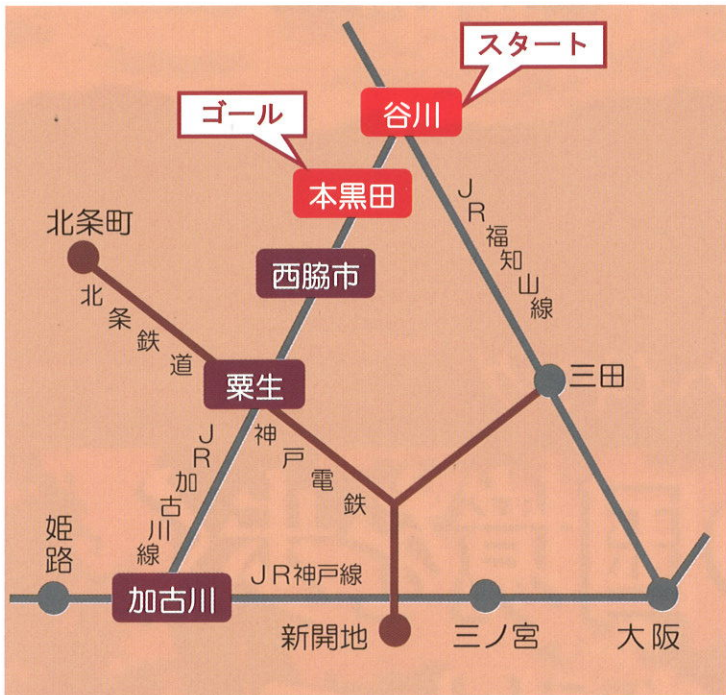 スタート
谷川
ゴール
本黒田
北条町
西脇市
JR福知山線
北条鉄道
粟生
三田
神戸電鉄
JR加古川線
姫路
加古川
JR神戸線
新開地
三ノ宮
大阪